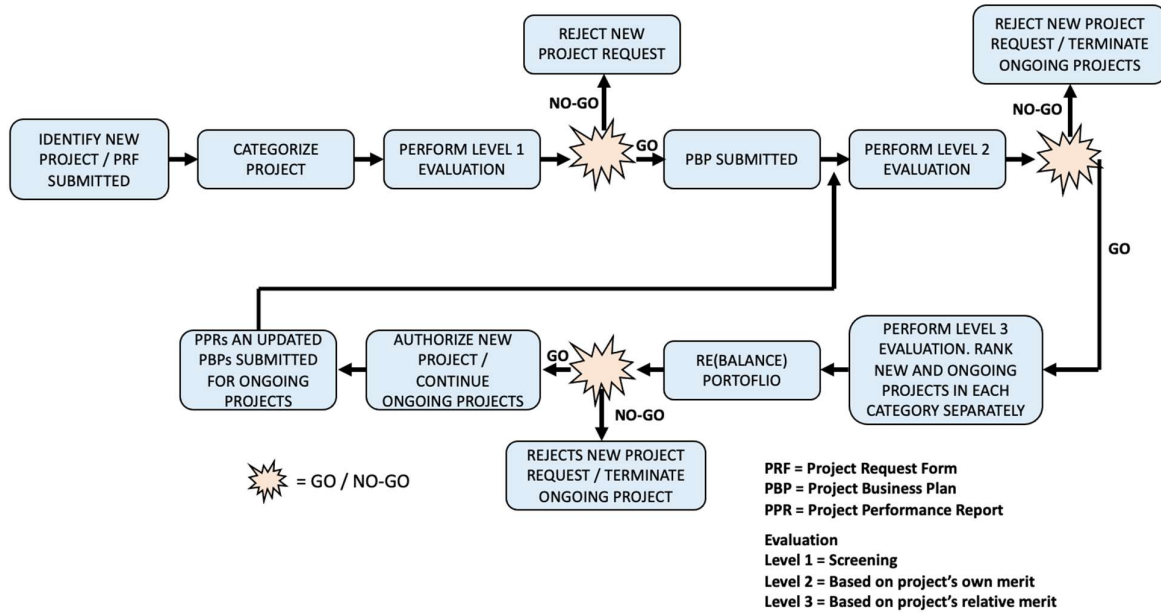 REJECT NEW
PROJECT REQUEST
REJECT NEW PROJECT
REQUEST / TERMINATE
ONGOING PROJECTS
NO-GO
NO-GO
IDENTIFY NEW
PROJECT / PRF
SUBMITTED
CATEGORIZE
PROJECT
PERFORM LEVEL 1
EVALUATION
GO
PBP SUBMITTED
PERFORM LEVEL 2
EVALUATION
GO
PERFORM LEVEL 3
EVALUATION. RANK
NEW AND ONGOING
PROJECTS IN EACH
CATEGORY SEPARATELY
RE(BALANCE)
PORTOFLIO
GO
NO-GO
AUTHORIZE NEW
PROJECT /
CONTINUE
ONGOING PROJECTS
PPRs AN UPDATED
PBPs SUBMITTED
FOR ONGOING
PROJECTS
REJECTS NEW PROJECT
REQUEST / TERMINATE
ONGOING PROJECT
= GO / NO-GO
PRF = Project Request Form
PBP = Project Business Plan
PPR = Project Performance Report
Evaluation
Level 1 = Screening
Level 2 = Based on project's own merit
Level 3 = Based on project's relative merit